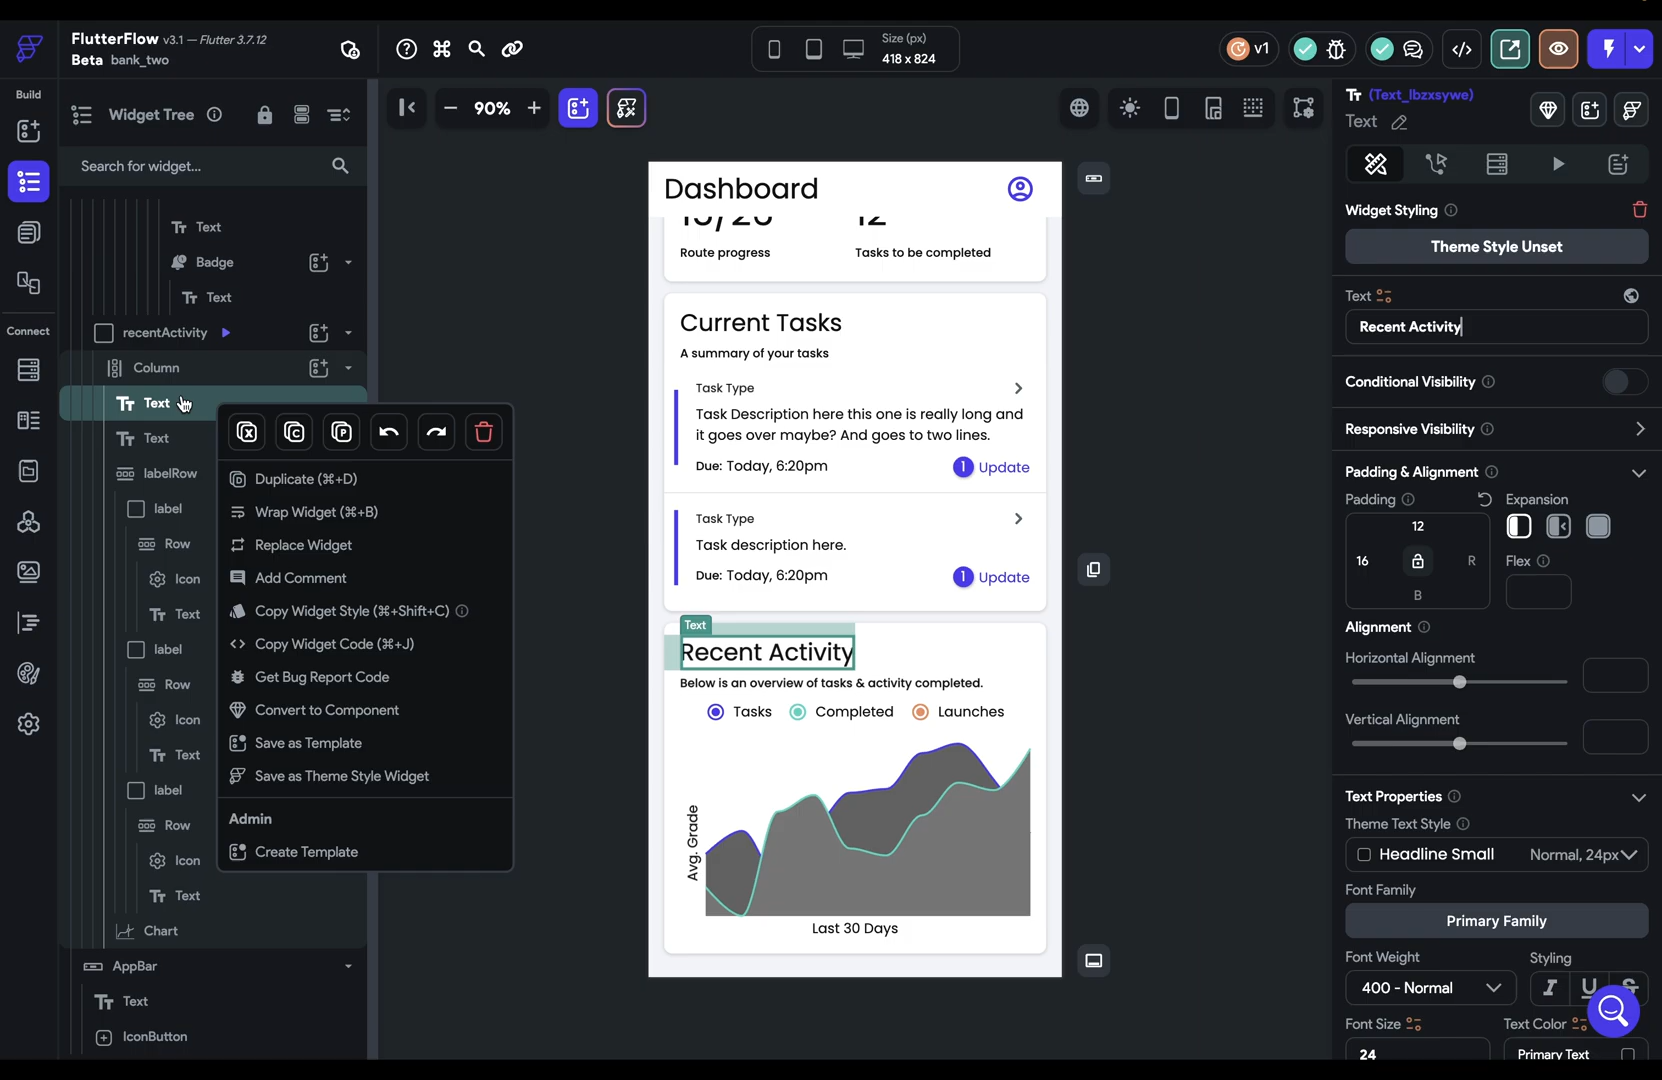 FlutterFlow v3.1 — Flutter 3.7.12
Beta bank_two
Size (px)
418 x 824
v1
Build
Widget Tree
90%
(Text_lbzxsywe)
Text
Search for widget...
Text
Badge
Text
Connect
recentActivity
Column
Text
Text
labelRow
label
Row
Icon
Text
label
Row
Icon
Text
label
Row
Icon
Text
Chart
AppBar
Text
IconButton
Duplicate (⌘+D)
Wrap Widget (⌘+B)
Replace Widget
Add Comment
Copy Widget Style (⌘+Shift+C)
Copy Widget Code (⌘+J)
Get Bug Report Code
Convert to Component
Save as Template
Save as Theme Style Widget
Admin
Create Template
Dashboard
12
Route progress
Tasks to be completed
Current Tasks
A summary of your tasks
Task Type
Task Description here this one is really long and
it goes over maybe? And goes to two lines.
Due: Today, 6:20pm
1 Update
Task Type
Task description here.
Due: Today, 6:20pm
1 Update
Text
Recent Activity
Below is an overview of tasks & activity completed.
Tasks
Completed
Launches
Avg. Grade
Last 30 Days
Widget Styling
Theme Style Unset
Text
Recent Activity
Conditional Visibility
Responsive Visibility
Padding & Alignment
Padding
Expansion
12
16
R
B
Flex
Alignment
Horizontal Alignment
Vertical Alignment
Text Properties
Theme Text Style
Headline Small
Normal, 24px
Font Family
Primary Family
Font Weight
Styling
400 - Normal
I U S
Font Size
Text Color
24
Primary Text